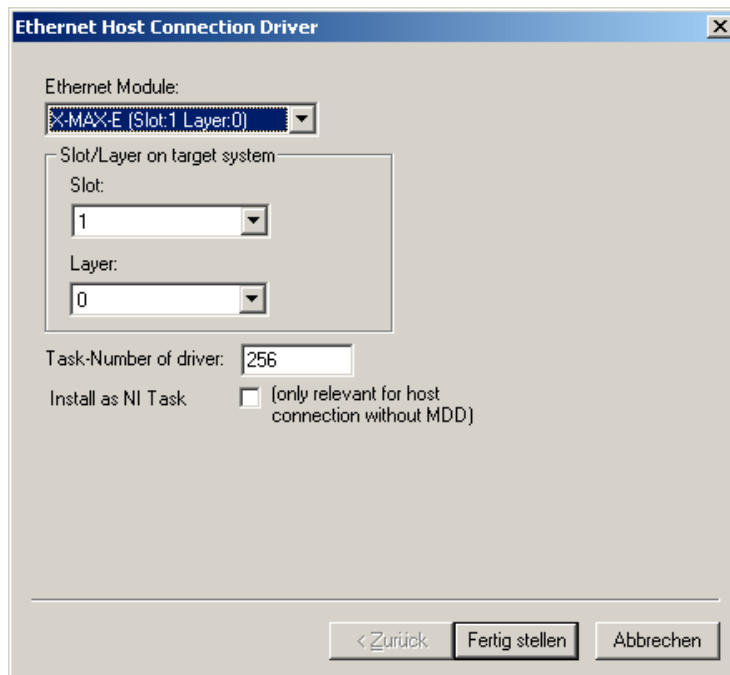 Ethernet Host Connection Driver
Ethernet Module:
X-MAX-E (Slot:1 Layer:0)
Slot/Layer on target system
Slot:
1
Layer:
0
Task-Number of driver: 256
Install as NI Task (only relevant for host
connection without MDD)
< Zurück Fertig stellen Abbrechen